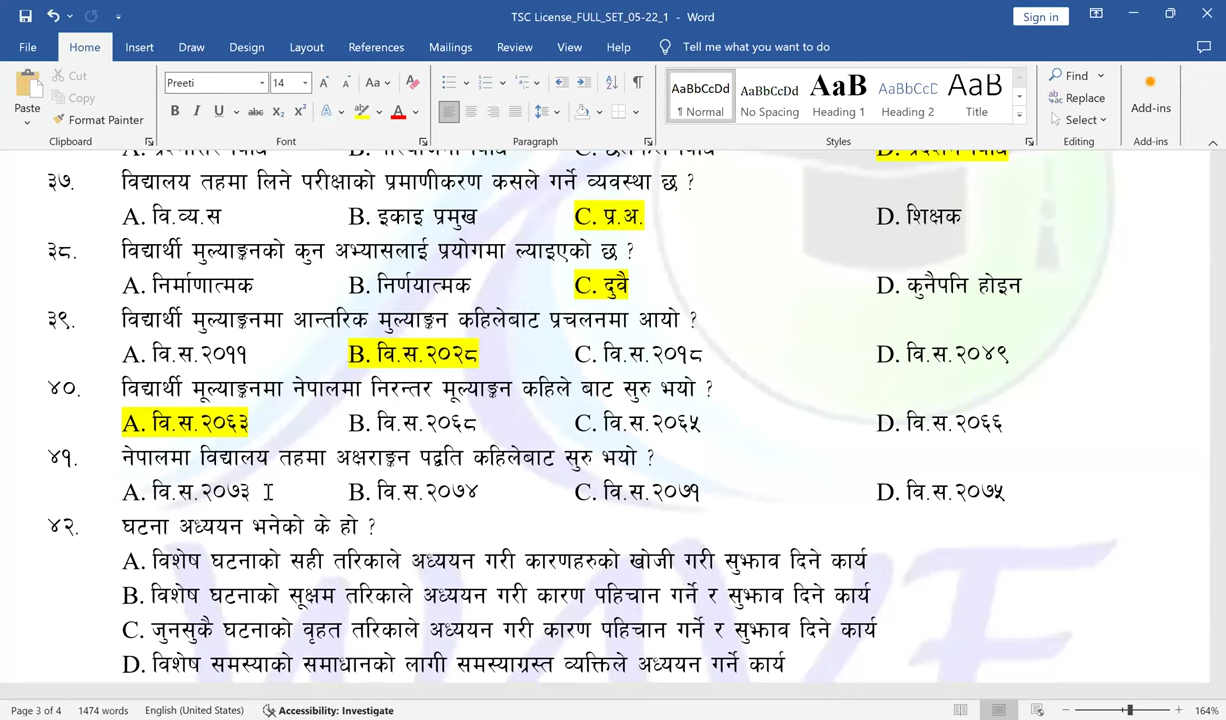 TSC License_FULL_SET_05-22_1 - Word
Sign in
File Home Insert Draw Design Layout References Mailings Review View Help Tell me what you want to do
Paste
Cut
Copy
Format Painter
Preeti 14
AaBbCcDd AaBbCcDd AaB AaBbCcD AaB
¶ Normal No Spacing Heading 1 Heading 2 Title
Find
Replace
Select
Add-ins
Clipboard Font Paragraph Styles Editing Add-ins
३७. विद्यालय तहमा लिने परीक्षाको प्रमाणीकरण कसले गर्ने व्यवस्था छ ?
A. वि.व्य.स B. इकाइ प्रमुख C. प्र.अ. D. शिक्षक
३८. विद्यार्थी मुल्याङ्कनको कुन अभ्यासलाई प्रयोगमा ल्याइएको छ ?
A. निर्माणात्मक B. निर्णयात्मक C. दुवै D. कुनैपनि होइन
३९. विद्यार्थी मुल्याङ्कनमा आन्तरिक मुल्याङ्कन कहिलेबाट प्रचलनमा आयो ?
A. वि.स.२०११ B. वि.स.२०२८ C. वि.स.२०१८ D. वि.स.२०४९
४०. विद्यार्थी मूल्याङ्कनमा नेपालमा निरन्तर मूल्याङ्कन कहिले बाट सुरु भयो ?
A. वि.स.२०६३ B. वि.स.२०६८ C. वि.स.२०६५ D. वि.स.२०६६
४१. नेपालमा विद्यालय तहमा अक्षराङ्कन पद्वति कहिलेबाट सुरु भयो ?
A. वि.स.२०७३ B. वि.स.२०७४ C. वि.स.२०७१ D. वि.स.२०७५
४२. घटना अध्ययन भनेको के हो ?
A. विशेष घटनाको सही तरिकाले अध्ययन गरी कारणहरुको खोजी गरी सुझाव दिने कार्य
B. विशेष घटनाको सूक्षम तरिकाले अध्ययन गरी कारण पहिचान गर्ने र सुझाव दिने कार्य
C. जुनसुकै घटनाको वृहत तरिकाले अध्ययन गरी कारण पहिचान गर्ने र सुझाव दिने कार्य
D. विशेष समस्याको समाधानको लागी समस्याग्रस्त व्यक्तिले अध्ययन गर्ने कार्य
Page 3 of 4 1474 words English (United States) Accessibility: Investigate 164%